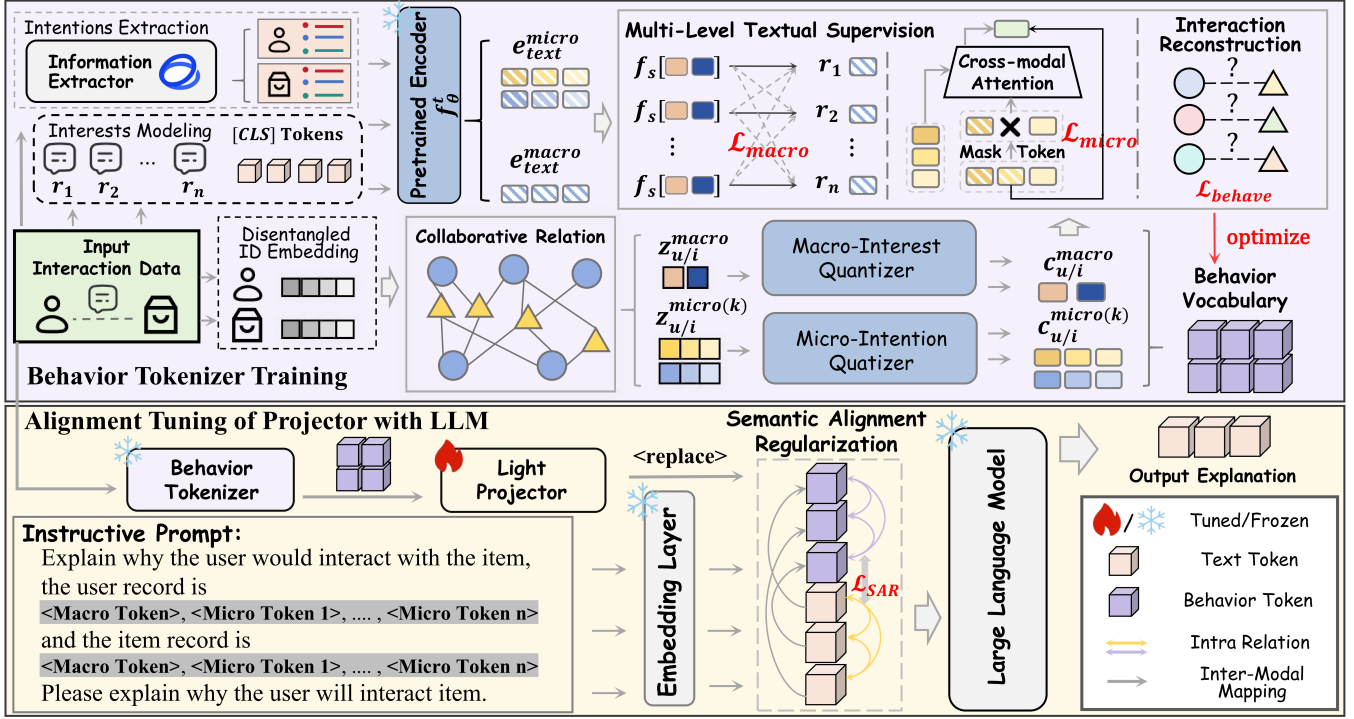 Intentions Extraction
Information
Extractor
Interests Modeling
[CLS] Tokens
r₁ r₂ ... rₙ
Input
Interaction Data
Disentangled
ID Embedding
Behavior Tokenizer Training
Pretrained Encoder
f_θ^t
e_text^micro
e_text^macro
Multi-Level Textual Supervision
f_s[ ] r₁
f_s[ ] r₂
⋮ ⋮
f_s[ ] rₙ
ℒ_macro
Cross-modal
Attention
Mask Token
ℒ_micro
Interaction
Reconstruction
?
?
?
ℒ_behave
optimize
Behavior
Vocabulary
Collaborative Relation
z_{u/i}^{macro}
z_{u/i}^{micro(k)}
Macro-Interest
Quantizer
Micro-Intention
Quatizer
c_{u/i}^{macro}
c_{u/i}^{micro(k)}
Alignment Tuning of Projector with LLM
Behavior
Tokenizer
Light
Projector
<replace>
Semantic Alignment
Regularization
Instructive Prompt:
Explain why the user would interact with the item,
the user record is
<Macro Token>, <Micro Token 1>, .... , <Micro Token n>
and the item record is
<Macro Token>, <Micro Token 1>, .... , <Micro Token n>
Please explain why the user will interact item.
Embedding Layer
ℒ_SAR
Large Language Model
Output Explanation
/ Tuned/Frozen
Text Token
Behavior Token
Intra Relation
Inter-Modal
Mapping